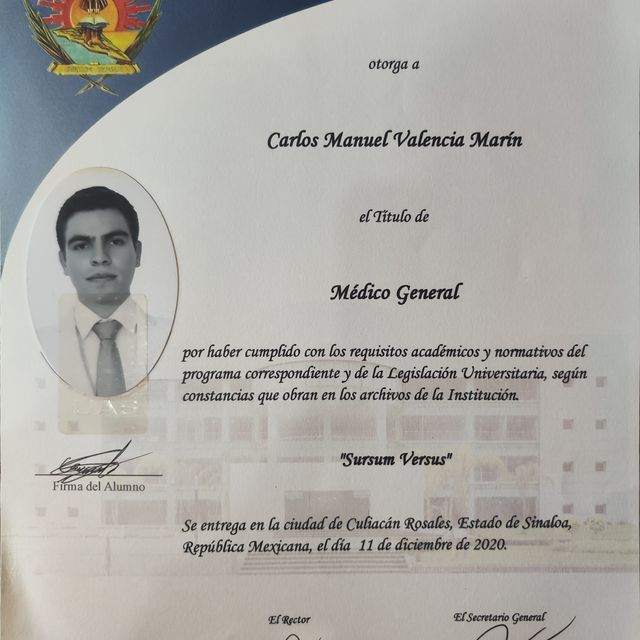 SURSUM VERSUS
otorga a
Carlos Manuel Valencia Marín
el Título de
Médico General
por haber cumplido con los requisitos académicos y normativos del
programa correspondiente y de la Legislación Universitaria, según
constancias que obran en los archivos de la Institución.
UAS
Firma del Alumno
"Sursum Versus"
Se entrega en la ciudad de Culiacán Rosales, Estado de Sinaloa,
República Mexicana, el día 11 de diciembre de 2020.
El Rector
El Secretario General